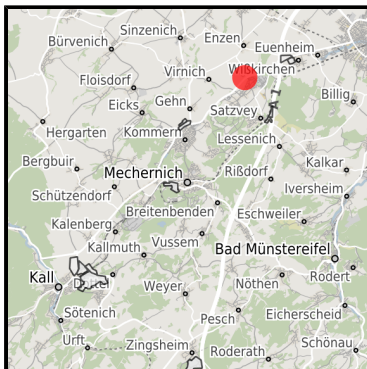 Sinzenich
Enzen
Bürvenich
Euenheim
Virnich
Wißkirchen
Floisdorf
Billig
Eicks
Gehn
Satzvey
Hergarten
Kommern
Lessenich
Bergbuir
Kalkar
Mechernich
Rißdorf
Schützendorf
Iversheim
Breitenbenden
Eschweiler
Kalenberg
Kallmuth
Vussem
Bad Münstereifel
Kall
Rodert
Weyer
Nöthen
Sötenich
Pesch
Eicherscheid
Urft
Zingsheim
Roderath
Schönau